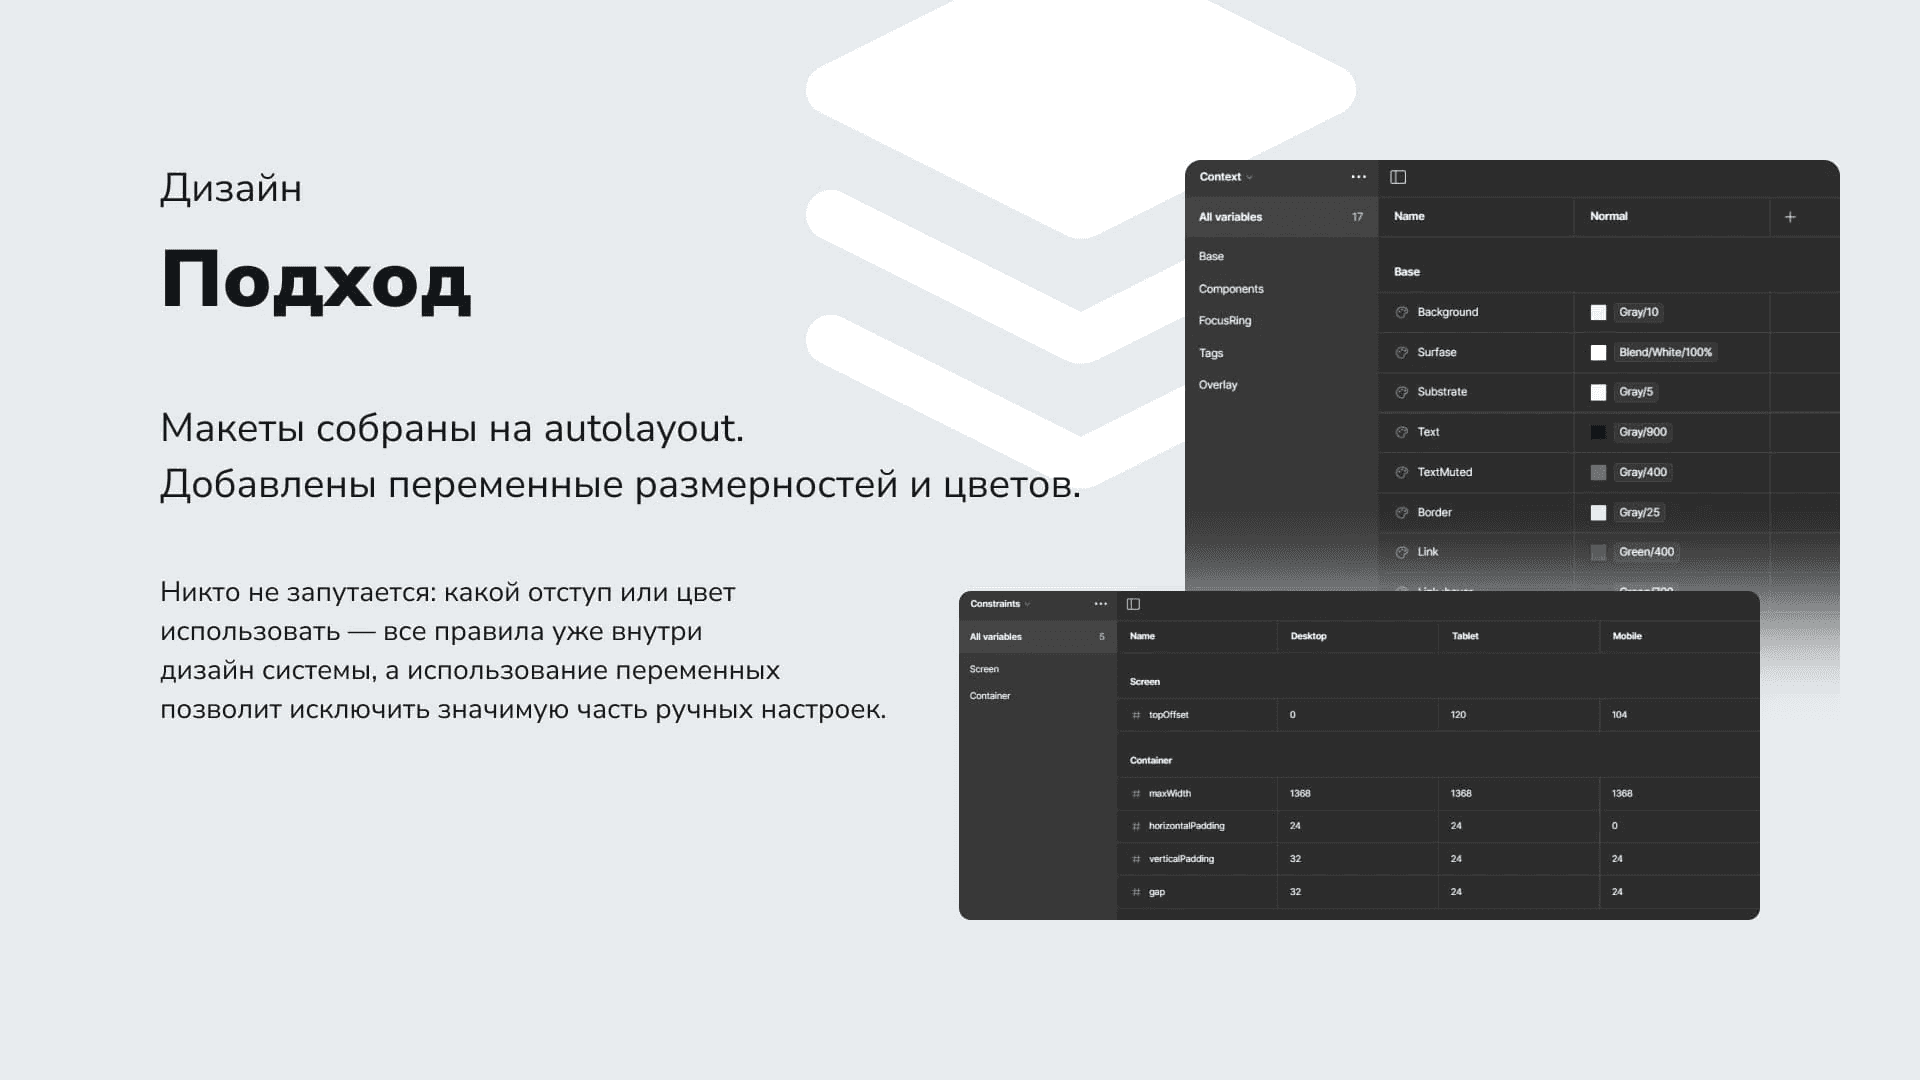 Дизайн
Подход
Макеты собраны на autolayout.
Добавлены переменные размерностей и цветов.
Никто не запутается: какой отступ или цвет
использовать — все правила уже внутри
дизайн системы, а использование переменных
позволит исключить значимую часть ручных настроек.
Context
All variables 17
Base
Components
FocusRing
Tags
Overlay
Name Normal
Base
Background Gray/10
Surfase Blend/White/100%
Substrate Gray/5
Text Gray/900
TextMuted Gray/400
Border Gray/25
Link Green/400
Constraints
All variables 5
Screen
Container
Name Desktop Tablet Mobile
Screen
topOffset 0 120 104
Container
maxWidth 1368 1368 1368
horizontalPadding 24 24 0
verticalPadding 32 24 24
gap 32 24 24